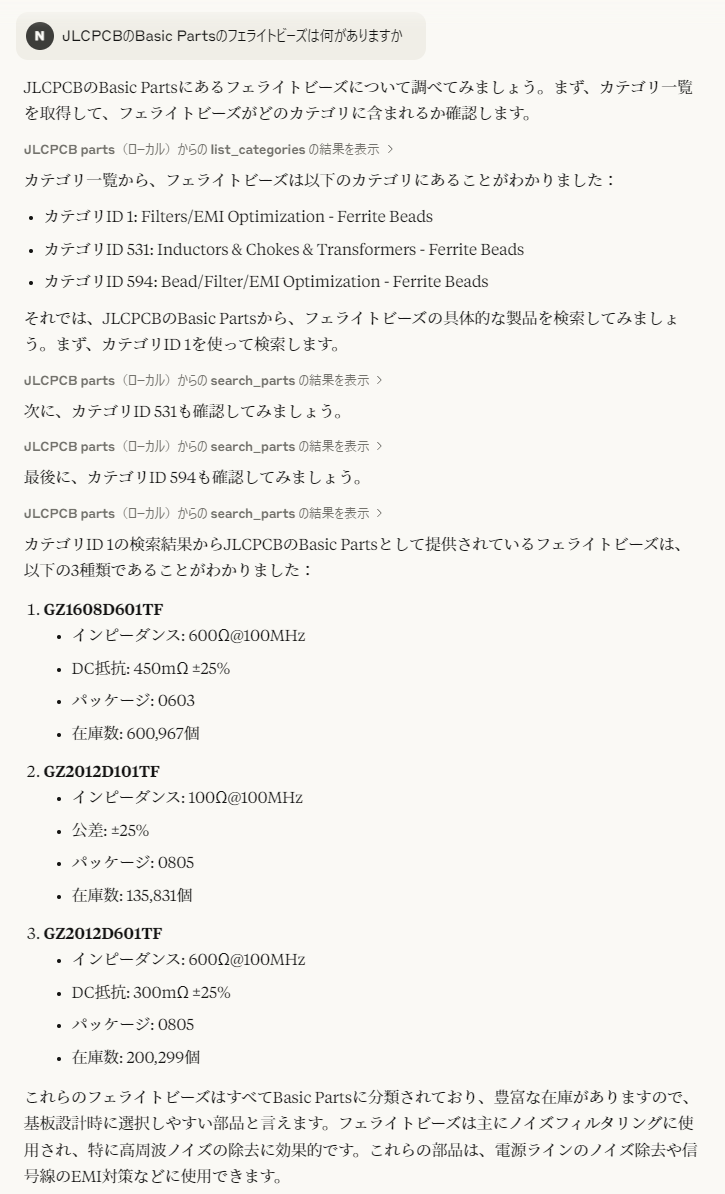 N JLCPCBのBasic Partsのフェライトビーズは何がありますか
JLCPCBのBasic Partsにあるフェライトビーズについて調べてみましょう。まず、カテゴリ一覧
を取得して、フェライトビーズがどのカテゴリに含まれるか確認します。
JLCPCB parts（ローカル）からの list_categories の結果を表示 >
カテゴリ一覧から、フェライトビーズは以下のカテゴリにあることがわかりました：
• カテゴリID 1: Filters/EMI Optimization - Ferrite Beads
• カテゴリID 531: Inductors & Chokes & Transformers - Ferrite Beads
• カテゴリID 594: Bead/Filter/EMI Optimization - Ferrite Beads
それでは、JLCPCBのBasic Partsから、フェライトビーズの具体的な製品を検索してみましょ
う。まず、カテゴリID 1を使って検索します。
JLCPCB parts（ローカル）からの search_parts の結果を表示 >
次に、カテゴリID 531も確認してみましょう。
JLCPCB parts（ローカル）からの search_parts の結果を表示 >
最後に、カテゴリID 594も確認してみましょう。
JLCPCB parts（ローカル）からの search_parts の結果を表示 >
カテゴリID 1の検索結果からJLCPCBのBasic Partsとして提供されているフェライトビーズは、
以下の3種類であることがわかりました：
1. GZ1608D601TF
• インピーダンス: 600Ω@100MHz
• DC抵抗: 450mΩ ±25%
• パッケージ: 0603
• 在庫数: 600,967個
2. GZ2012D101TF
• インピーダンス: 100Ω@100MHz
• 公差: ±25%
• パッケージ: 0805
• 在庫数: 135,831個
3. GZ2012D601TF
• インピーダンス: 600Ω@100MHz
• DC抵抗: 300mΩ ±25%
• パッケージ: 0805
• 在庫数: 200,299個
これらのフェライトビーズはすべてBasic Partsに分類されており、豊富な在庫がありますので、
基板設計時に選択しやすい部品と言えます。フェライトビーズは主にノイズフィルタリングに使
用され、特に高周波ノイズの除去に効果的です。これらの部品は、電源ラインのノイズ除去や信
号線のEMI対策などに使用できます。